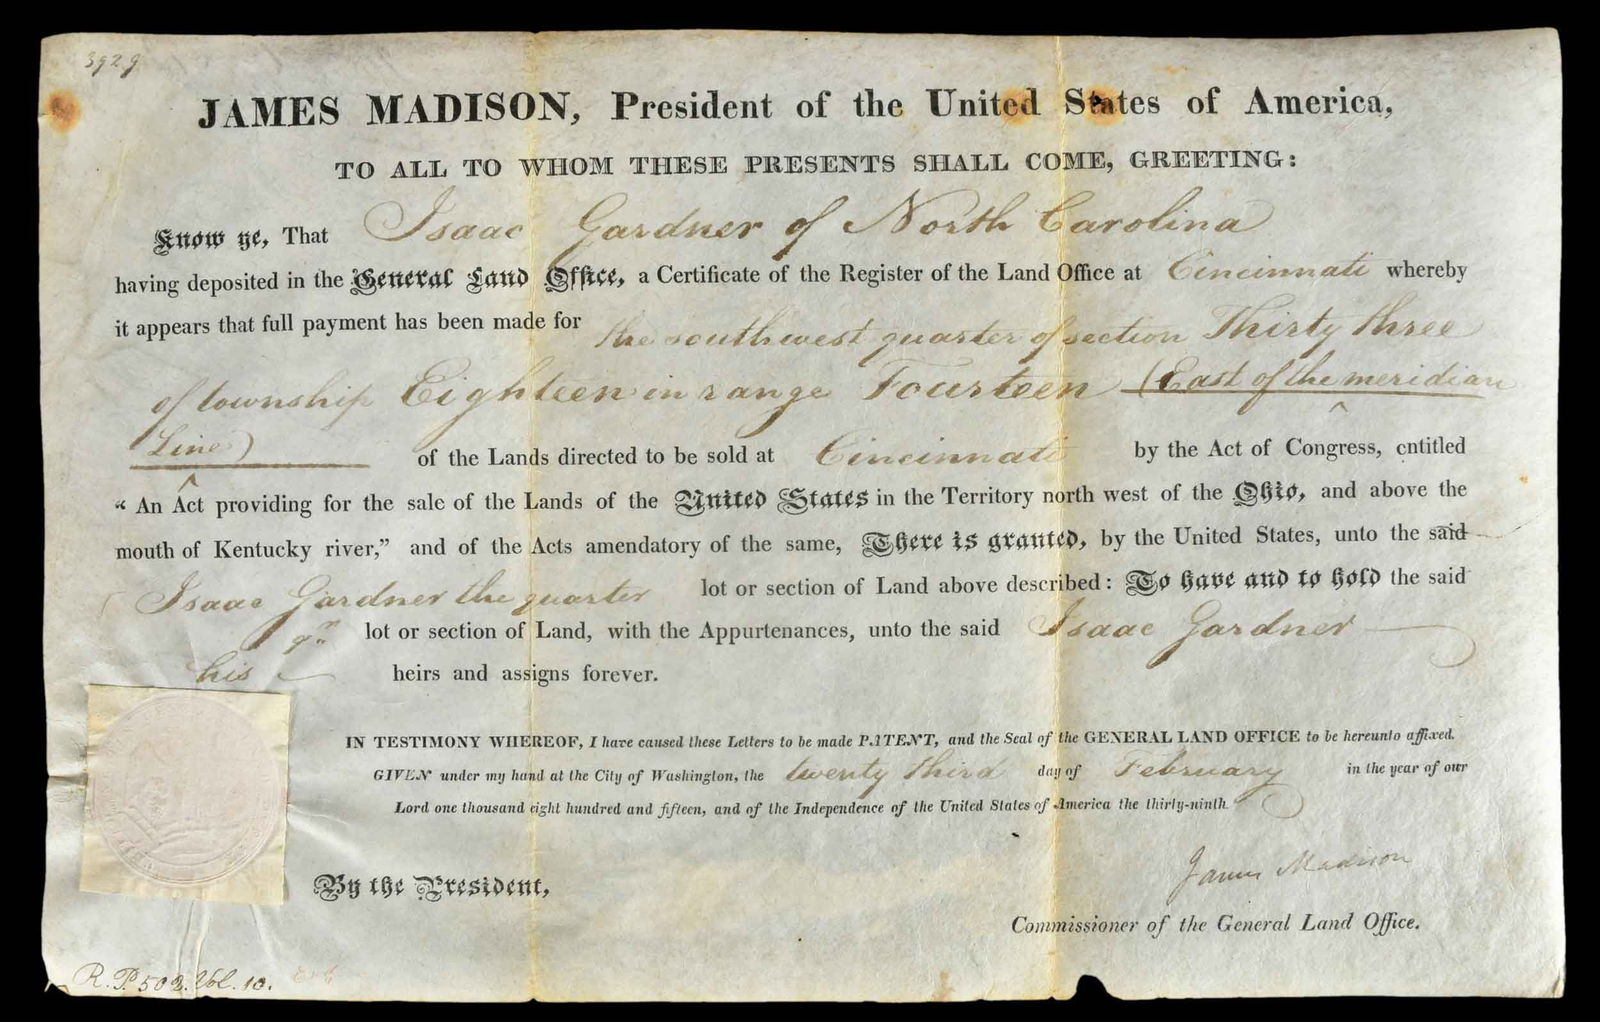 3929
JAMES MADISON, President of the United States of America,
TO ALL TO WHOM THESE PRESENTS SHALL COME, GREETING:
Know ye, That Isaac Gardner of North Carolina
having deposited in the General Land Office, a Certificate of the Register of the Land Office at Cincinnati whereby
it appears that full payment has been made for the southwest quarter of section Thirty three
of township Eighteen in range Fourteen (East of the meridian
Line) of the Lands directed to be sold at Cincinnati by the Act of Congress, entitled
“An Act providing for the sale of the Lands of the United States in the Territory north west of the Ohio, and above the
mouth of Kentucky river,” and of the Acts amendatory of the same, There is granted, by the United States, unto the said
Isaac Gardner the quarter lot or section of Land above described: To have and to hold the said
qr. lot or section of Land, with the Appurtenances, unto the said Isaac Gardner
his heirs and assigns forever.
IN TESTIMONY WHEREOF, I have caused these Letters to be made PATENT, and the Seal of the GENERAL LAND OFFICE to be hereunto affixed.
GIVEN under my hand at the City of Washington, the twenty third day of February in the year of our
Lord one thousand eight hundred and fifteen, and of the Independence of the United States of America the thirty-ninth.
James Madison
By the President,
Commissioner of the General Land Office.
R. P. 502. Vol. 10.